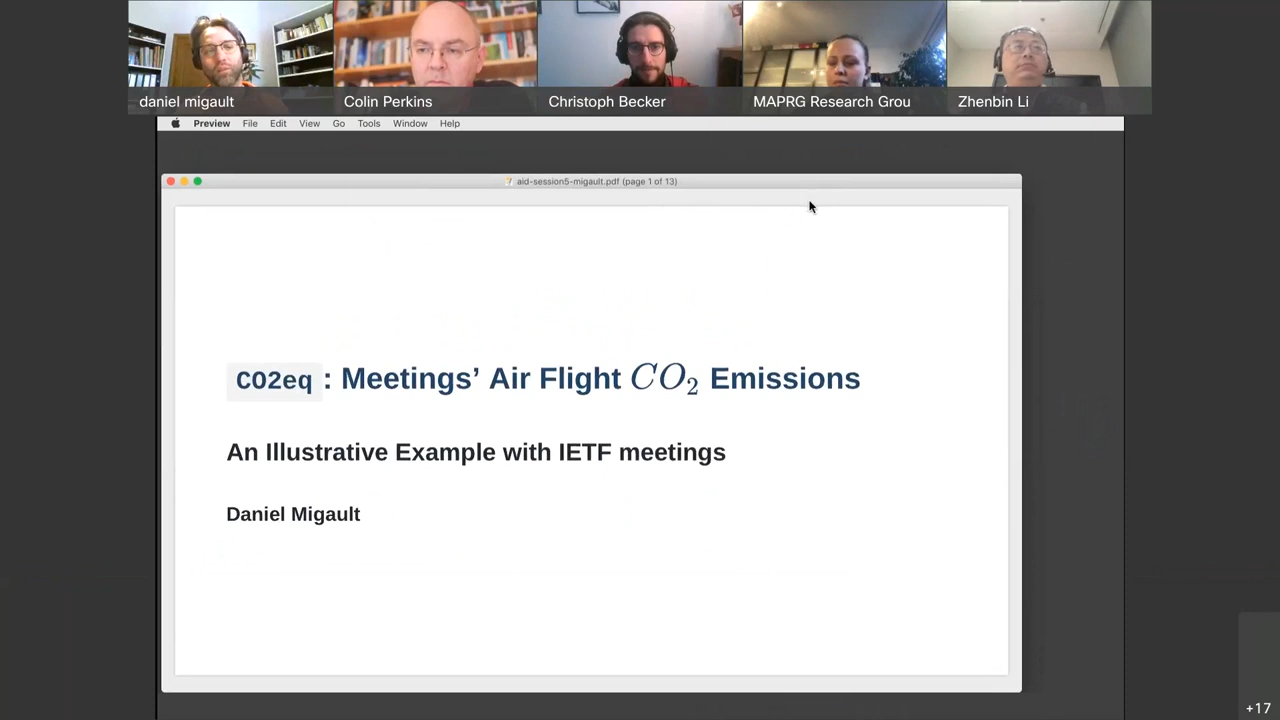 daniel migault
Colin Perkins
Christoph Becker
MAPRG Research Grou
Zhenbin Li
Preview File Edit View Go Tools Window Help
aid-session5-migault.pdf (page 1 of 13)
CO2eq : Meetings’ Air Flight CO₂ Emissions
An Illustrative Example with IETF meetings
Daniel Migault
+17